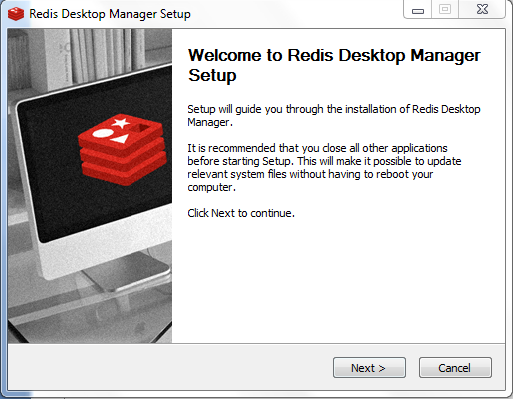 Redis Desktop Manager Setup
Welcome to Redis Desktop Manager
Setup
Setup will guide you through the installation of Redis Desktop
Manager.
It is recommended that you close all other applications
before starting Setup. This will make it possible to update
relevant system files without having to reboot your
computer.
Click Next to continue.
Next >
Cancel